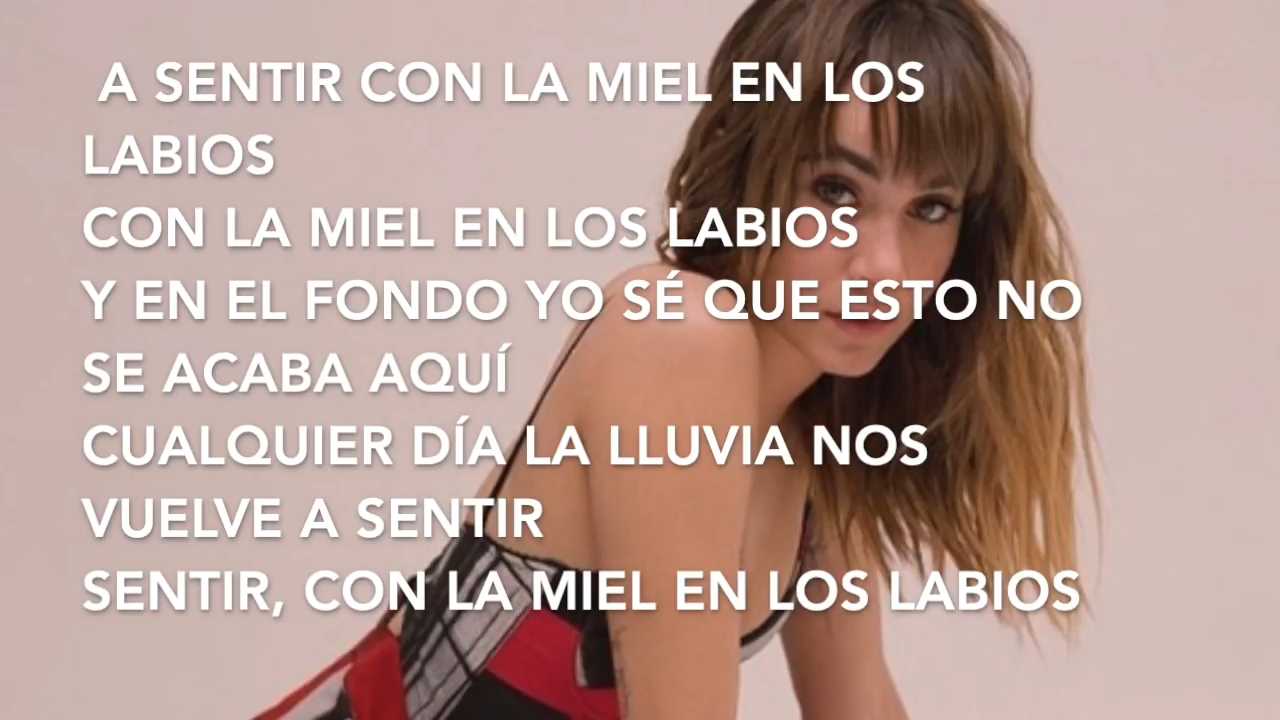 A SENTIR CON LA MIEL EN LOS
LABIOS
CON LA MIEL EN LOS LABIOS
Y EN EL FONDO YO SÉ QUE ESTO NO
SE ACABA AQUÍ
CUALQUIER DÍA LA LLUVIA NOS
VUELVE A SENTIR
SENTIR, CON LA MIEL EN LOS LABIOS